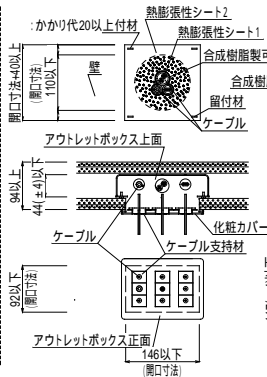 :かかり代20以上
付材
熱膨張性シート2
熱膨張性シート1
合成樹脂製可
合成樹
留付材
ケーブル
壁
開口寸法+40以上
(開口寸法)
110以下
アウトレットボックス上面
94以上
44(±4)以下
化粧カバー
ケーブル
ケーブル支持材
92以下
(開口寸法)
アウトレットボックス正面
146以下
(開口寸法)